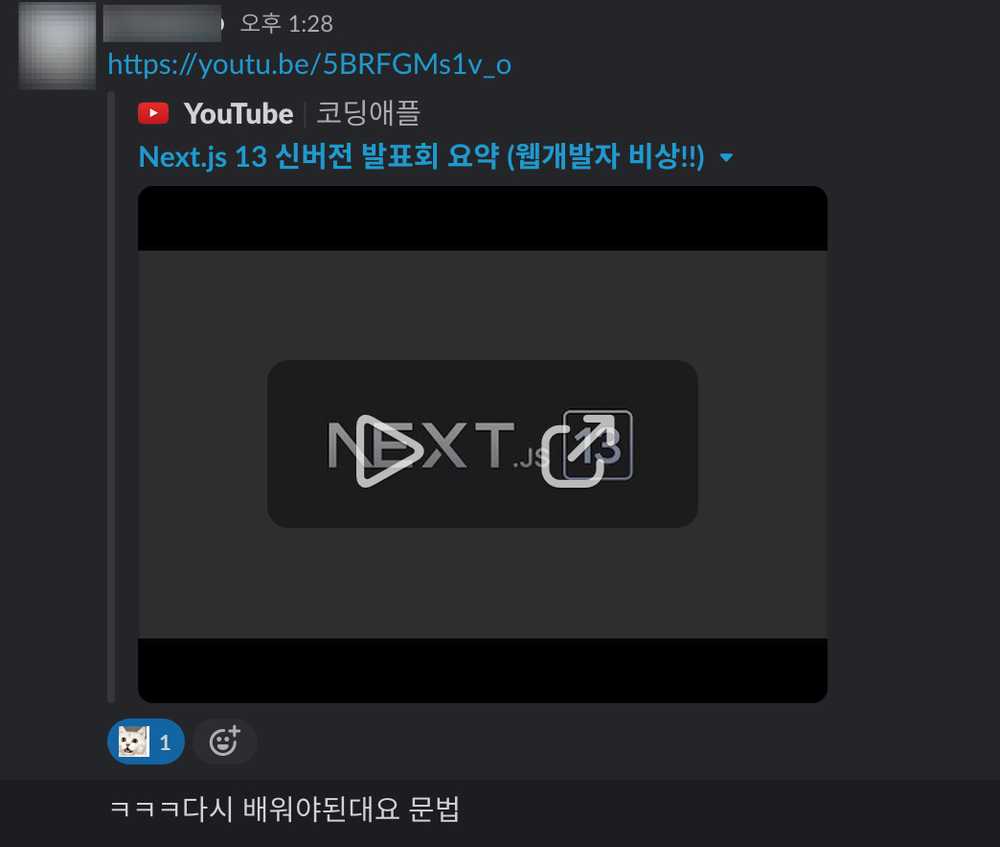 오후 1:28
https://youtu.be/5BRFGMs1v_o
YouTube | 코딩애플
Next.js 13 신버전 발표회 요약 (웹개발자 비상!!)
NEXT.JS 13
1
ㅋㅋㅋ다시 배워야된대요 문법